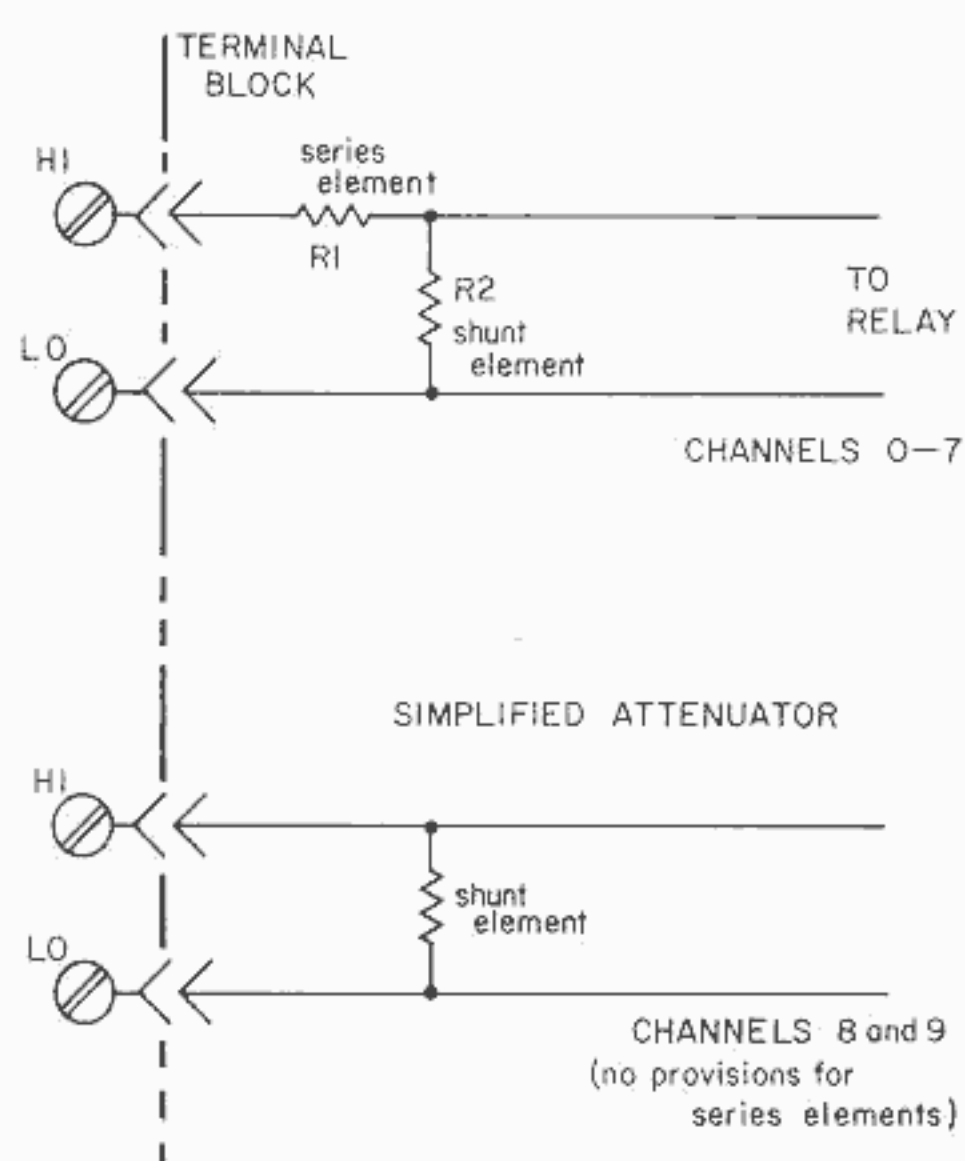 TERMINAL
BLOCK
HI
series
element
R1
R2
shunt
element
TO
RELAY
LO
CHANNELS 0-7
SIMPLIFIED ATTENUATOR
HI
shunt
element
LO
CHANNELS 8 and 9
(no provisions for
series elements)